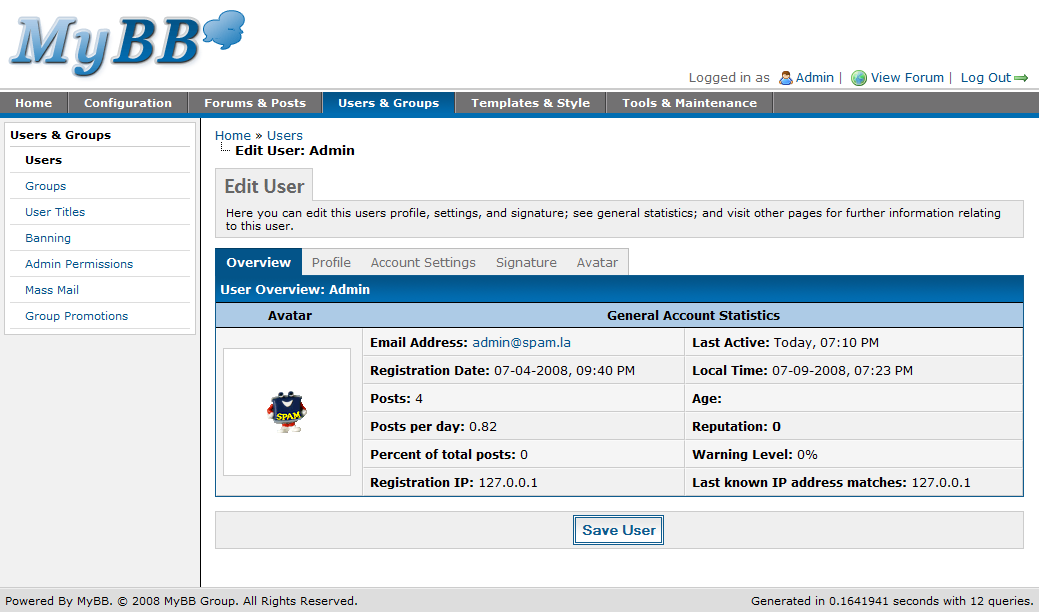 MyBB
Logged in as Admin | View Forum | Log Out
Home Configuration Forums & Posts Users & Groups Templates & Style Tools & Maintenance
Users & Groups
Users
Groups
User Titles
Banning
Admin Permissions
Mass Mail
Group Promotions
Home » Users
Edit User: Admin
Edit User
Here you can edit this users profile, settings, and signature; see general statistics; and visit other pages for further information relating
to this user.
Overview Profile Account Settings Signature Avatar
User Overview: Admin
Avatar General Account Statistics
SPAM
Email Address: admin@spam.la Last Active: Today, 07:10 PM
Registration Date: 07-04-2008, 09:40 PM Local Time: 07-09-2008, 07:23 PM
Posts: 4 Age:
Posts per day: 0.82 Reputation: 0
Percent of total posts: 0 Warning Level: 0%
Registration IP: 127.0.0.1 Last known IP address matches: 127.0.0.1
Save User
Powered By MyBB. © 2008 MyBB Group. All Rights Reserved. Generated in 0.1641941 seconds with 12 queries.